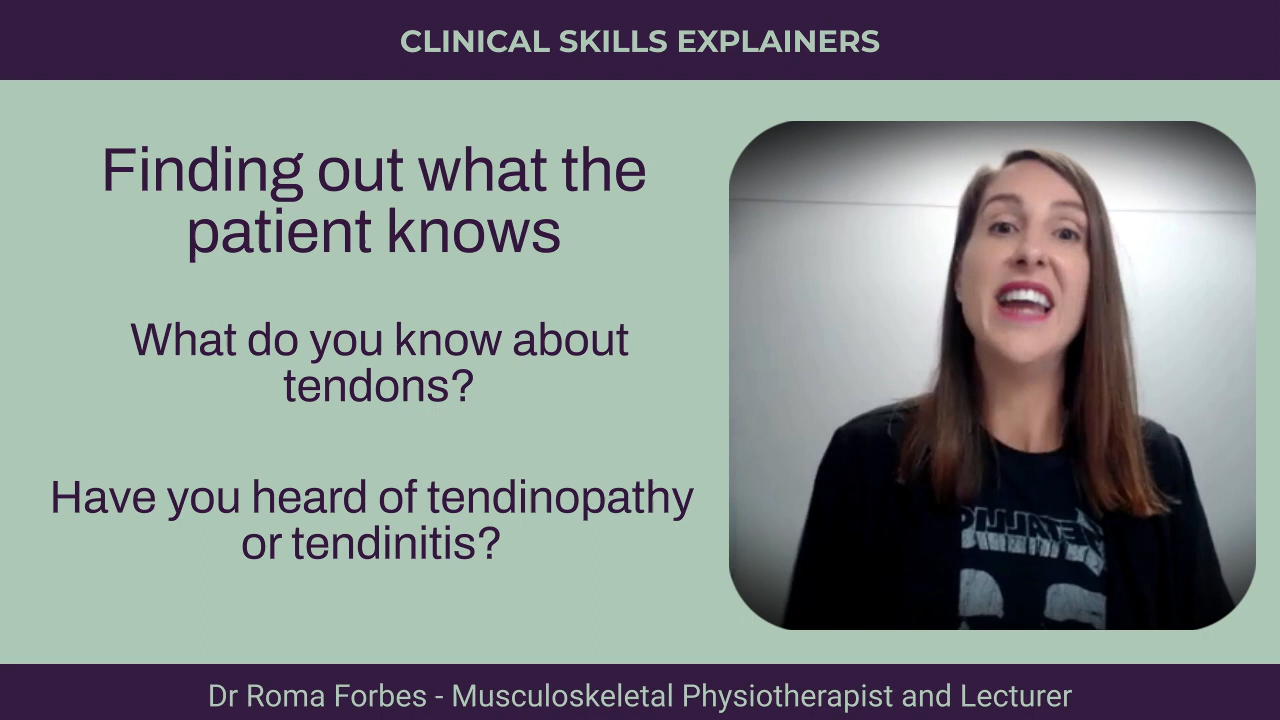 CLINICAL SKILLS EXPLAINERS
Finding out what the
patient knows
What do you know about
tendons?
Have you heard of tendinopathy
or tendinitis?
METALLIC
Dr Roma Forbes - Musculoskeletal Physiotherapist and Lecturer